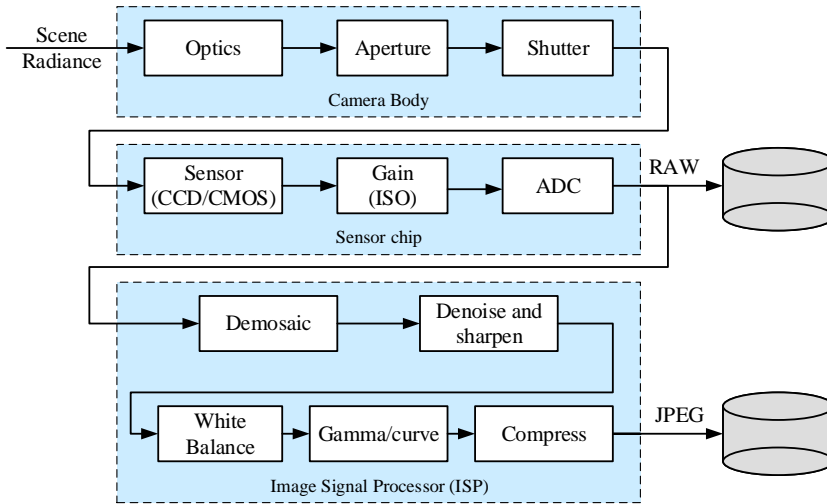 Scene
Radiance
Optics
Aperture
Shutter
Camera Body
Sensor
(CCD/CMOS)
Gain
(ISO)
ADC
RAW
Sensor chip
Demosaic
Denoise and
sharpen
White
Balance
Gamma/curve
Compress
JPEG
Image Signal Processor (ISP)